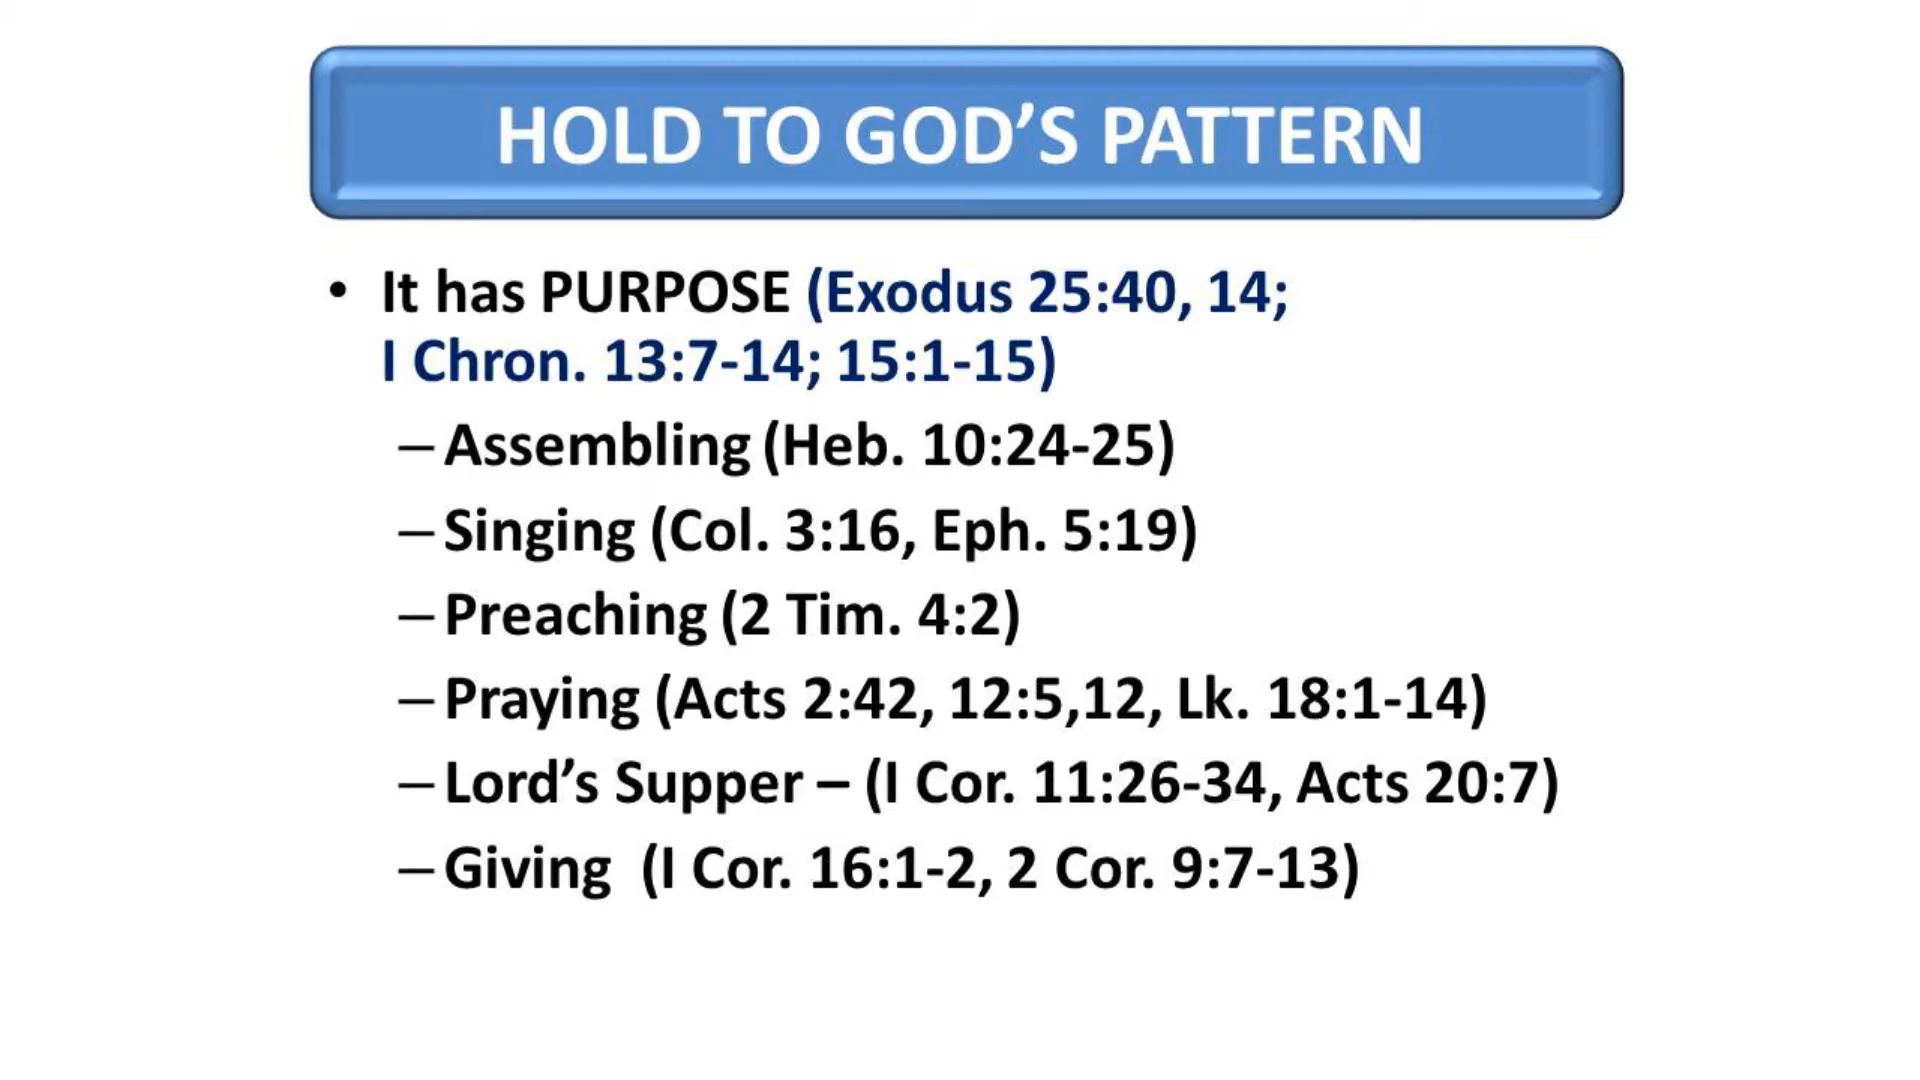 HOLD TO GOD’S PATTERN
• It has PURPOSE (Exodus 25:40, 14;
I Chron. 13:7-14; 15:1-15)
– Assembling (Heb. 10:24-25)
– Singing (Col. 3:16, Eph. 5:19)
– Preaching (2 Tim. 4:2)
– Praying (Acts 2:42, 12:5,12, Lk. 18:1-14)
– Lord’s Supper – (I Cor. 11:26-34, Acts 20:7)
– Giving  (I Cor. 16:1-2, 2 Cor. 9:7-13)